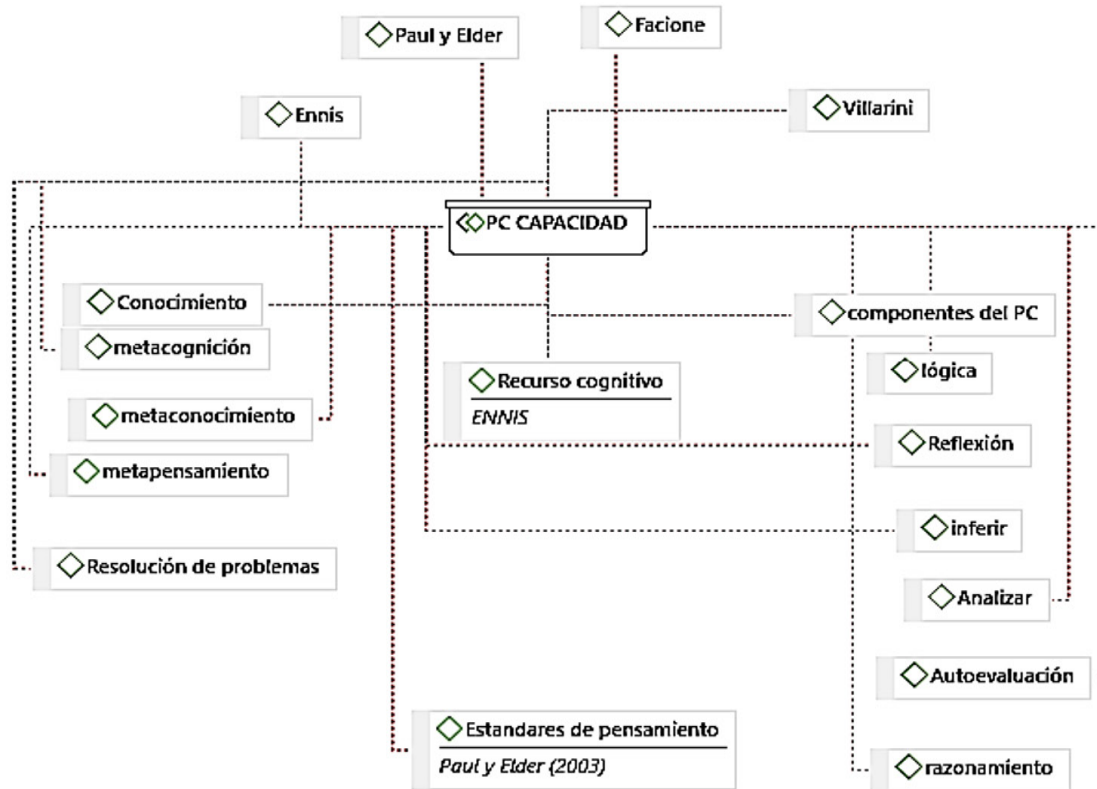 Paul y Elder
Facione
Ennis
Villarini
PC CAPACIDAD
Conocimiento
componentes del PC
metacognición
lógica
Recurso cognitivo
ENNIS
metaconocimiento
Reflexión
metapensamiento
inferir
Resolución de problemas
Analizar
Autoevaluación
Estandares de pensamiento
Paul y Elder (2003)
razonamiento